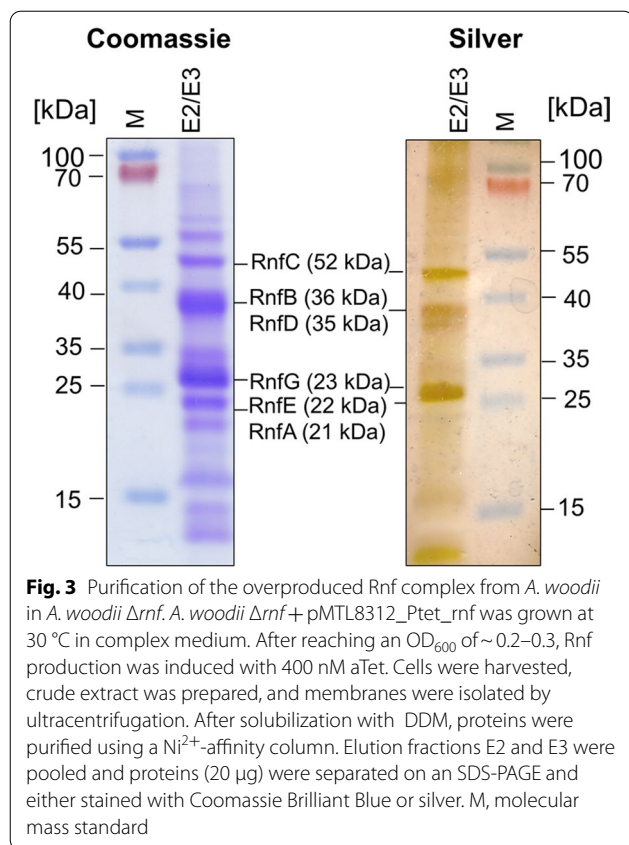 Coomassie
Silver
[kDa]
M
E2/E3
E2/E3
M
[kDa]
100
70
55
40
35
25
15
RnfC (52 kDa)
RnfB (36 kDa)
RnfD (35 kDa)
RnfG (23 kDa)
RnfE (22 kDa)
RnfA (21 kDa)
100
70
55
40
35
25
15
Fig. 3 Purification of the overproduced Rnf complex from A. woodii
in A. woodii Δrnf. A. woodii Δrnf + pMTL8312_Ptet_rnf was grown at
30 °C in complex medium. After reaching an OD₆₀₀ of ~ 0.2–0.3, Rnf
production was induced with 400 nM aTet. Cells were harvested,
crude extract was prepared, and membranes were isolated by
ultracentrifugation. After solubilization with DDM, proteins were
purified using a Ni²⁺-affinity column. Elution fractions E2 and E3 were
pooled and proteins (20 µg) were separated on an SDS-PAGE and
either stained with Coomassie Brilliant Blue or silver. M, molecular
mass standard